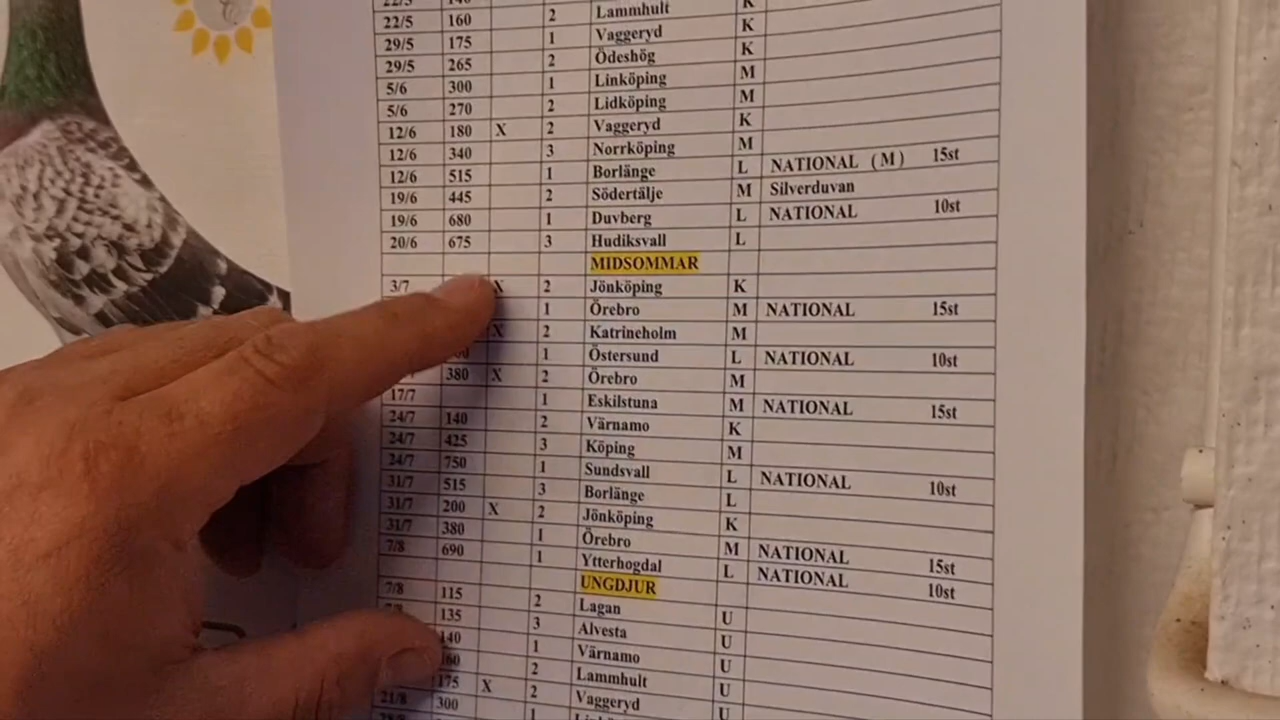 22/5 160 2 Lammhult K
29/5 175 1 Vaggeryd K
29/5 265 2 Ödeshög K
5/6 300 1 Linköping M
5/6 270 2 Lidköping M
12/6 180 X 2 Vaggeryd K
12/6 340 3 Norrköping M
12/6 515 1 Borlänge L NATIONAL (M) 15st
19/6 445 2 Södertälje M Silverduvan
19/6 680 1 Duvberg L NATIONAL 10st
20/6 675 3 Hudiksvall L
MIDSOMMAR
3/7 X 2 Jönköping K
1 Örebro M NATIONAL 15st
X 2 Katrineholm M
1 Östersund L NATIONAL 10st
380 X 2 Örebro M
17/7 1 Eskilstuna M NATIONAL 15st
24/7 140 2 Värnamo K
24/7 425 3 Köping M
24/7 750 1 Sundsvall L NATIONAL 10st
31/7 515 3 Borlänge L
31/7 200 X 2 Jönköping K
31/7 380 1 Örebro M NATIONAL 15st
7/8 690 1 Ytterhogdal L NATIONAL 10st
UNGDJUR
7/8 115 2 Lagan U
135 3 Alvesta U
140 1 Värnamo U
160 2 Lammhult U
175 X 2 Vaggeryd U
21/8 300 1